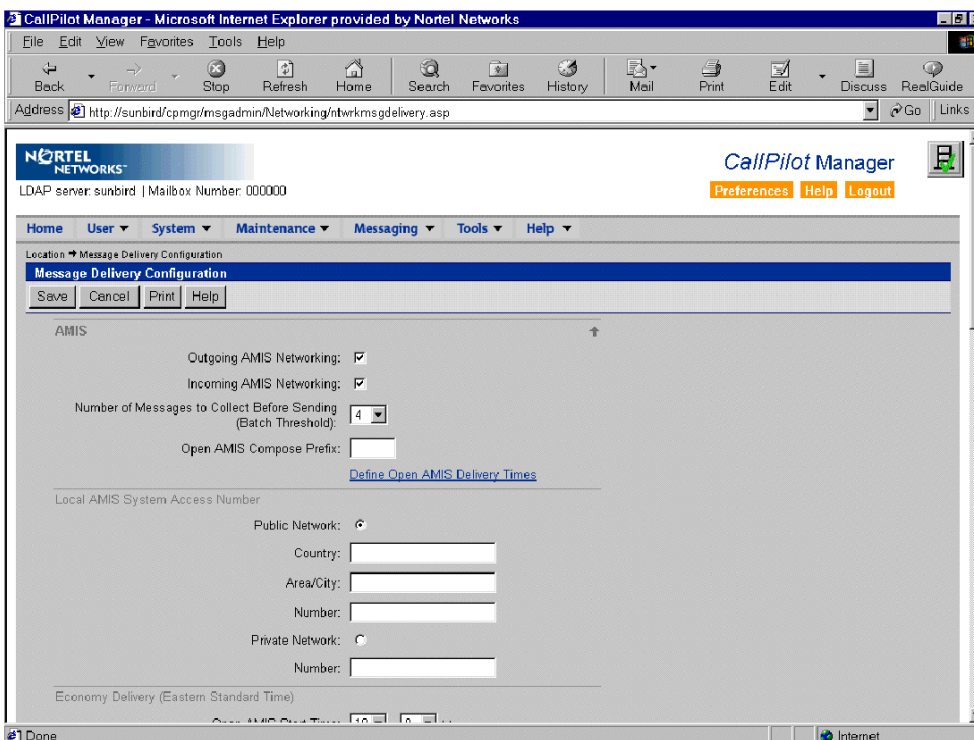 CallPilot Manager - Microsoft Internet Explorer provided by Nortel Networks
File Edit View Favorites Tools Help
Back Forward Stop Refresh Home Search Favorites History Mail Print Edit Discuss RealGuide
Address http://sunbird/cpmgr/msgadmin/Networking/ntwrkmsgdelivery.asp Go Links
NORTEL
NETWORKS
CallPilot Manager
LDAP server: sunbird | Mailbox Number: 000000
Preferences Help Logout
Home User System Maintenance Messaging Tools Help
Location Message Delivery Configuration
Message Delivery Configuration
Save Cancel Print Help
AMIS
Outgoing AMIS Networking:
Incoming AMIS Networking:
Number of Messages to Collect Before Sending
(Batch Threshold): 4
Open AMIS Compose Prefix:
Define Open AMIS Delivery Times
Local AMIS System Access Number
Public Network:
Country:
Area/City:
Number:
Private Network:
Number:
Economy Delivery (Eastern Standard Time)
Open AMIS Start Time:
Done Internet